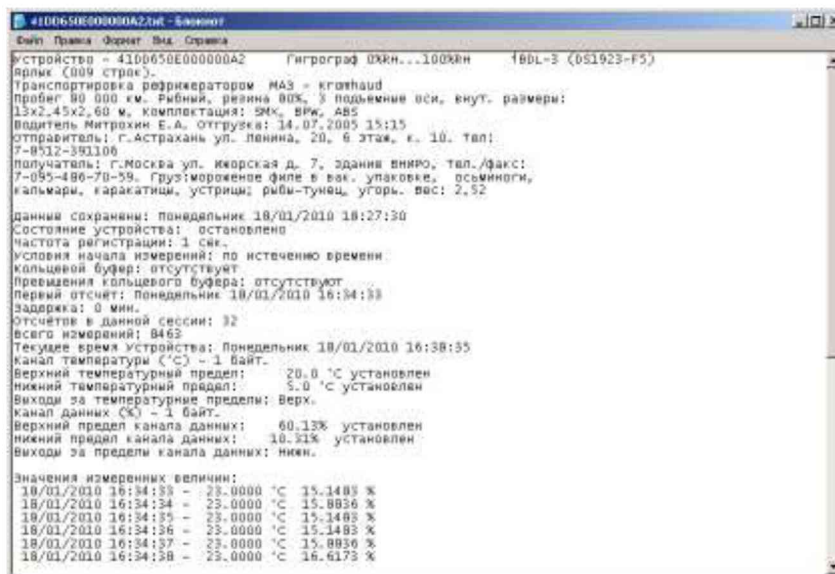 41DD650E000000A2.txt - Блокнот
Файл Правка Формат Вид Справка
Устройство - 41DD650E000000A2 Гигрограф 0%RH...100%RH iBDL-3 (DS1923-F5)
Ярлык (009 строк).
Транспортировка рефрижератором МАЗ - kromhaud
Пробег 80 000 км. Рыбный, резина 80%, 3 подъемные оси, внут. размеры:
13x2,45x2,60 м, комплектация: SMK, BPW, ABS
Водитель Митрохин Е.А. Отгрузка: 14.07.2005 15:15
Отправитель: г.Астрахань ул. Ленина, 20, 6 этаж, к. 10. тел:
7-8512-391106
Получатель: г.Москва ул. Ижорская д. 7, здание ВНИРО, тел./факс:
7-095-486-70-59. Груз:мороженое филе в вак. упаковке, осьминоги,
кальмары, каракатицы, устрицы; рыбы-тунец, угорь. Вес: 2,52
Данные сохранены: Понедельник 18/01/2010 18:27:30
Состояние устройства: остановлено
Частота регистрации: 1 сек.
Условия начала измерений: по истечению времени
Кольцевой буфер: отсутствует
Превышения кольцевого буфера: отсутствуют
Первый отсчёт: Понедельник 18/01/2010 16:34:33
Задержка: 0 мин.
Отсчётов в данной сессии: 32
Всего измерений: 8463
Текущее время Устройства: Понедельник 18/01/2010 16:38:35
Канал температуры (°C) - 1 байт.
Верхний температурный предел: 20.0 °C установлен
Нижний температурный предел: 5.0 °C установлен
Выходы за температурные пределы: Верх.
Канал данных (%) - 1 байт.
Верхний предел канала данных: 60.13% установлен
Нижний предел канала данных: 10.31% установлен
Выходы за пределы канала данных: Нижн.
Значения измеренных величин:
18/01/2010 16:34:33 - 23.0000 °C 15.1483 %
18/01/2010 16:34:34 - 23.0000 °C 15.8836 %
18/01/2010 16:34:35 - 23.0000 °C 15.1483 %
18/01/2010 16:34:36 - 23.0000 °C 15.1483 %
18/01/2010 16:34:37 - 23.0000 °C 15.8836 %
18/01/2010 16:34:38 - 23.0000 °C 16.6173 %